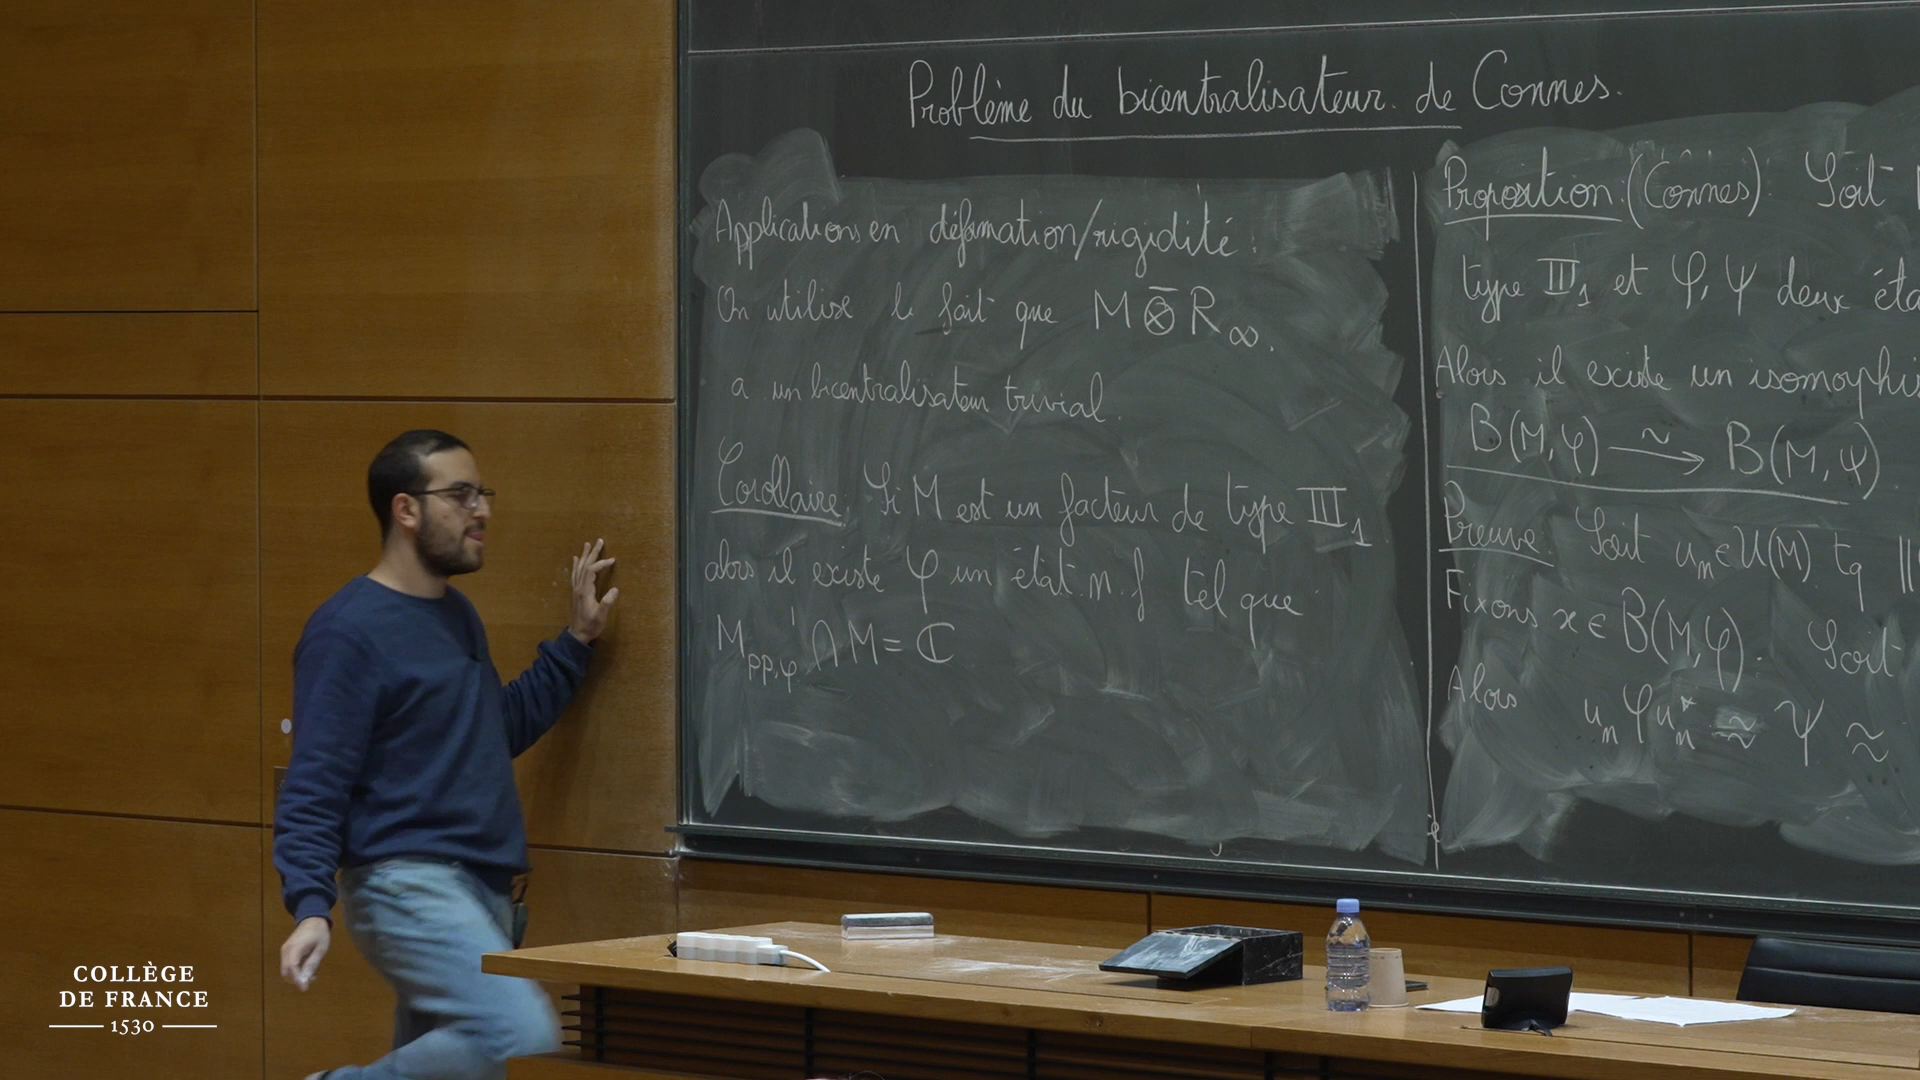 Problème du bicentralisateur de Connes.
Applications en déformation/rigidité:
On utilise le fait que M ⊗̄ R∞.
a un bicentralisateur trivial.
Corollaire: Si M est un facteur de type III₁
alors il existe φ un état n.f tel que
M'pp,φ ∩ M = ℂ
Proposition: (Connes): Soit
type III₁ et φ, ψ deux éta
Alors il existe un isomorphis
B(M,φ) ⥲ B(M,ψ)
Preuve: Soit uₙ ∈ U(M) tq ||
Fixons x ∈ B(M,φ). Soit
Alors uₙ φ uₙ* ≈ ψ ≈
COLLÈGE
DE FRANCE
1530